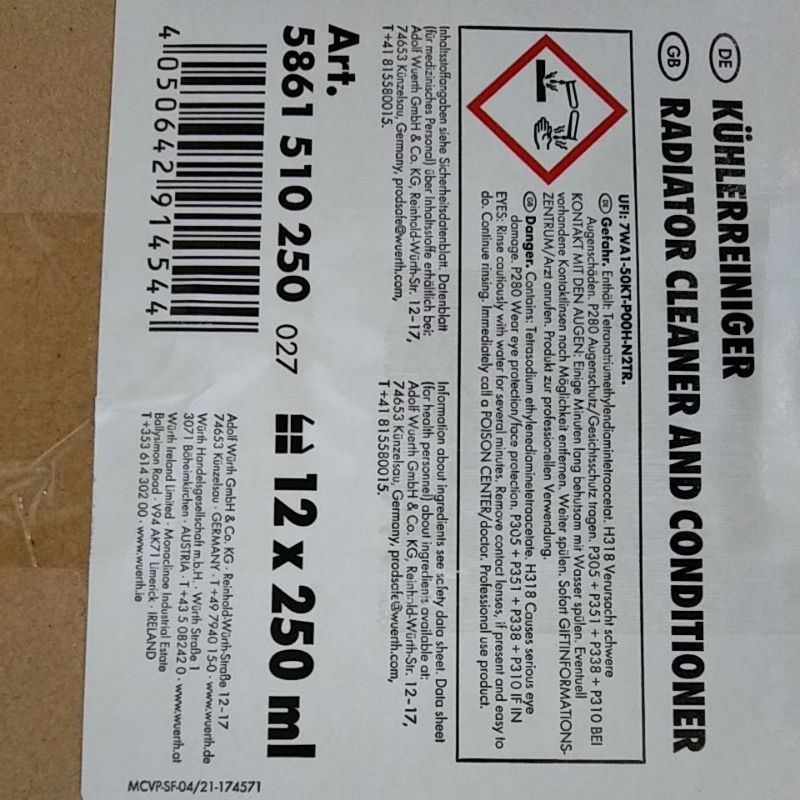 DE KÜHLERREINIGER
GB RADIATOR CLEANER AND CONDITIONER
UFI: 7WA1-50KT-P00H-N2TR.
DE Gefahr. Enthält: Tetranatriumethylendiamintetraacetat. H318 Verursacht schwere
Augenschäden. P280 Augenschutz/Gesichtsschutz tragen. P305 + P351 + P338 + P310 BEI
KONTAKT MIT DEN AUGEN: Einige Minuten lang behutsam mit Wasser spülen. Eventuell
vorhandene Kontaktlinsen nach Möglichkeit entfernen. Weiter spülen. Sofort GIFTINFORMATIONS-
ZENTRUM/Arzt anrufen. Produkt zur professionellen Verwendung.
GB Danger. Contains: Tetrasodium ethylenediaminetetraacetate. H318 Causes serious eye
damage. P280 Wear eye protection/face protection. P305 + P351 + P338 + P310 IF IN
EYES: Rinse cautiously with water for several minutes. Remove contact lenses, if present and easy to
do. Continue rinsing. Immediately call a POISON CENTER/doctor. Professional use product.
Inhaltsstoffangaben siehe Sicherheitsdatenblatt. Datenblatt
(für medizinisches Personal) über Inhaltsstoffe erhältlich bei:
Adolf Wuerth GmbH & Co. KG, Reinhold-Würth-Str. 12-17,
74653 Künzelsau, Germany, prodsafe@wuerth.com,
T +41 815580015.
Information about ingredients see safety data sheet. Data sheet
(for health personnel) about ingredients available at:
Adolf Wuerth GmbH & Co. KG, Reinhold-Würth-Str. 12-17,
74653 Künzelsau, Germany, prodsafe@wuerth.com,
T +41 815580015.
Art.
5861 510 250 027 12 x 250 ml
4 050642 914544
Adolf Würth GmbH & Co. KG · Reinhold-Würth-Straße 12-17
74653 Künzelsau · GERMANY · T +49 7940 15-0 · www.wuerth.de
Würth Handelsgesellschaft m.b.H. · Würth Straße 1
3071 Böheimkirchen · AUSTRIA · T +43 5 08242 0 · www.wuerth.at
Würth Ireland Limited · Monaclinoe Industrial Estate
Ballysimon Road · V94 AK71 Limerick · IRELAND
T +353 614 302 00 · www.wuerth.ie
MCVP-SF-04/21-174571